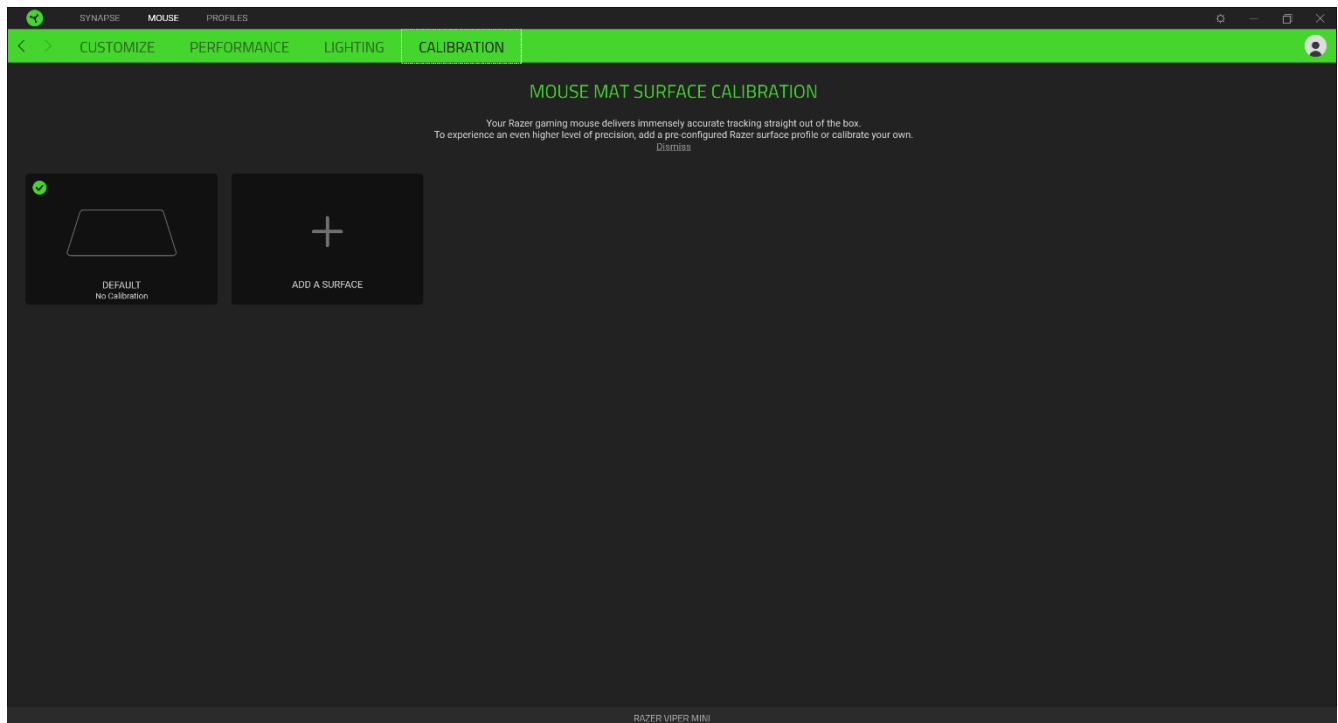 SYNAPSE MOUSE PROFILES
CUSTOMIZE PERFORMANCE LIGHTING CALIBRATION
MOUSE MAT SURFACE CALIBRATION
Your Razer gaming mouse delivers immensely accurate tracking straight out of the box.
To experience an even higher level of precision, add a pre-configured Razer surface profile or calibrate your own.
Dismiss
DEFAULT
No Calibration
ADD A SURFACE
RAZER VIPER MINI